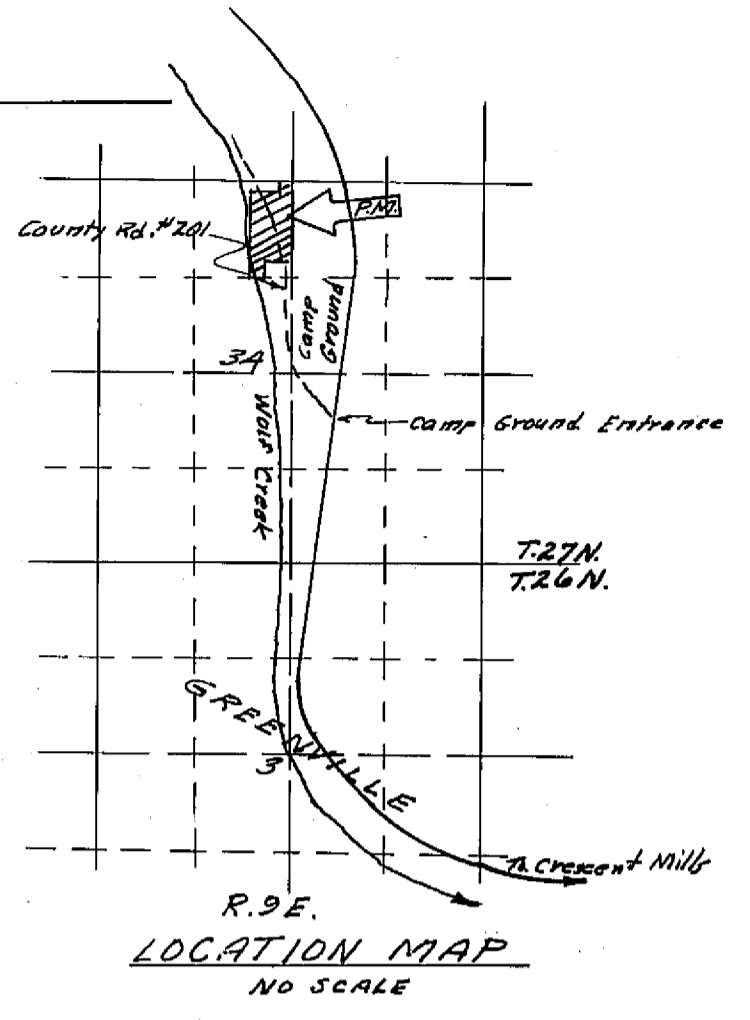 P.M.
County Rd. #201
Camp
Ground
34
Camp Ground Entrance
Wolf Creek
T.27N.
T.26N.
GREENVILLE
3
To Crescent Mills
R.9E.
LOCATION MAP
NO SCALE